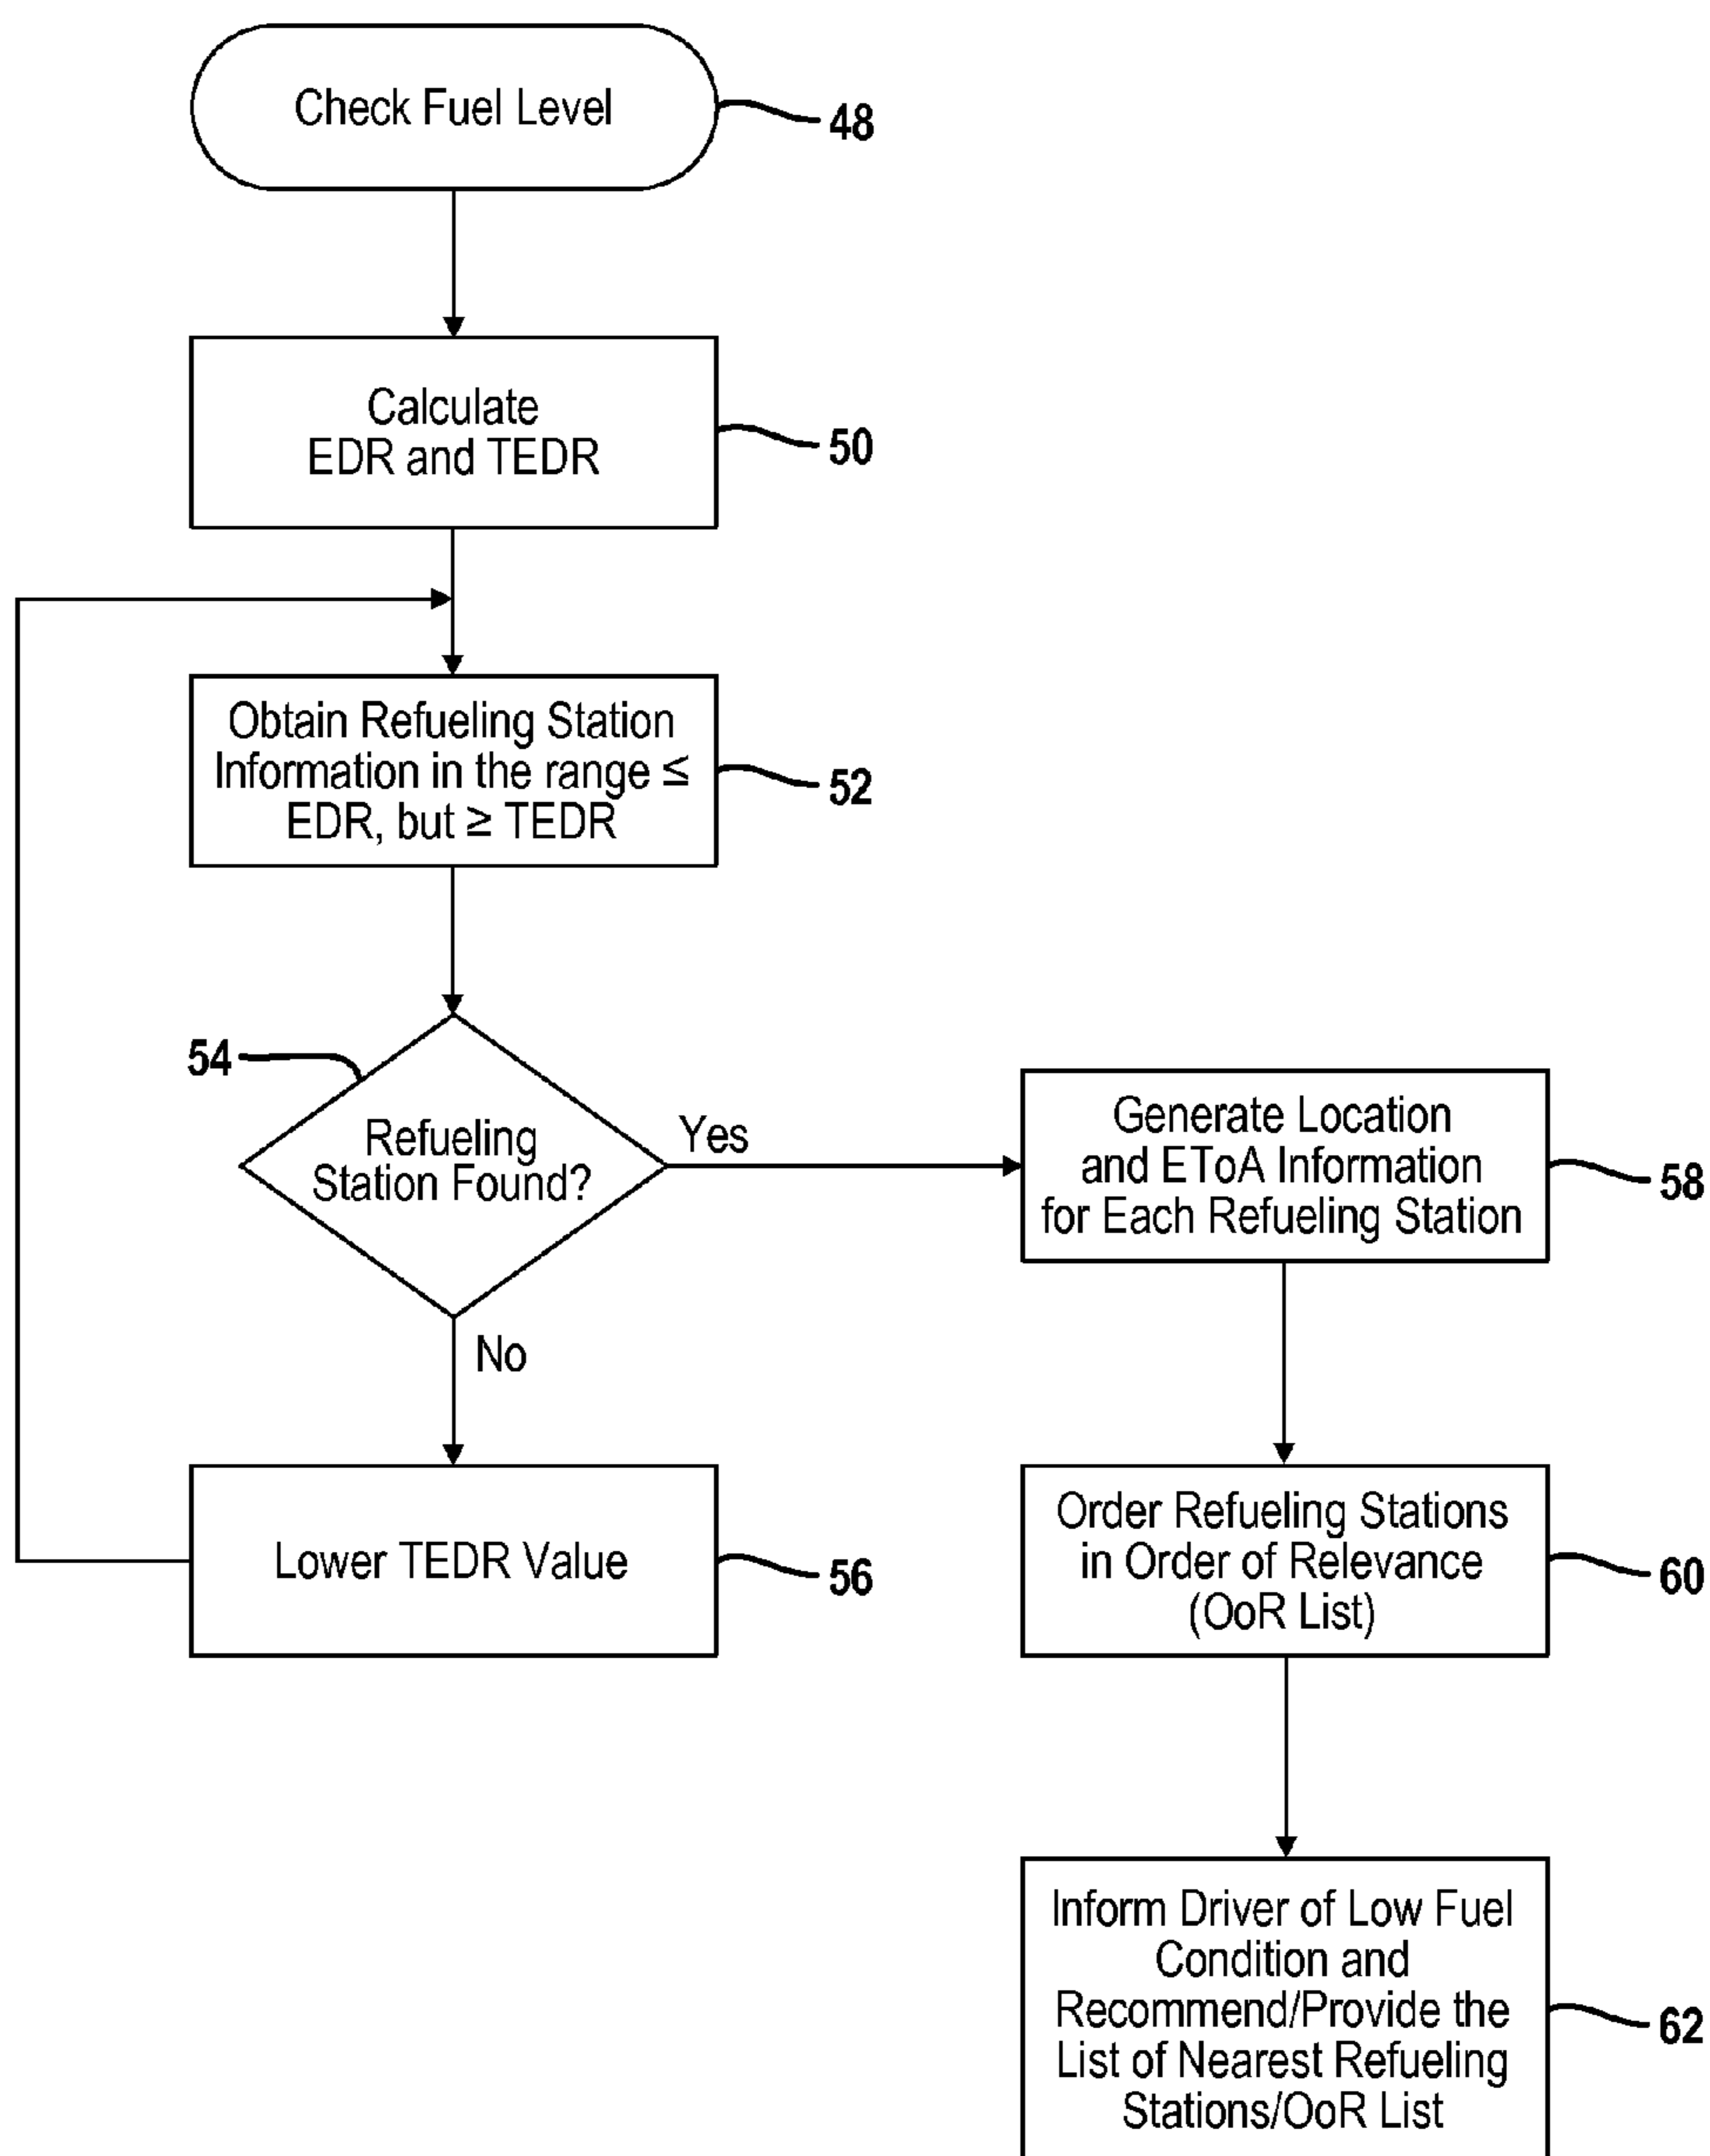 Check Fuel Level
48
Calculate
EDR and TEDR
50
Obtain Refueling Station
Information in the range ≤
EDR, but ≥ TEDR
52
54
Refueling
Station Found?
Yes
No
Lower TEDR Value
56
Generate Location
and EToA Information
for Each Refueling Station
58
Order Refueling Stations
in Order of Relevance
(OoR List)
60
Inform Driver of Low Fuel
Condition and
Recommend/Provide the
List of Nearest Refueling
Stations/OoR List
62